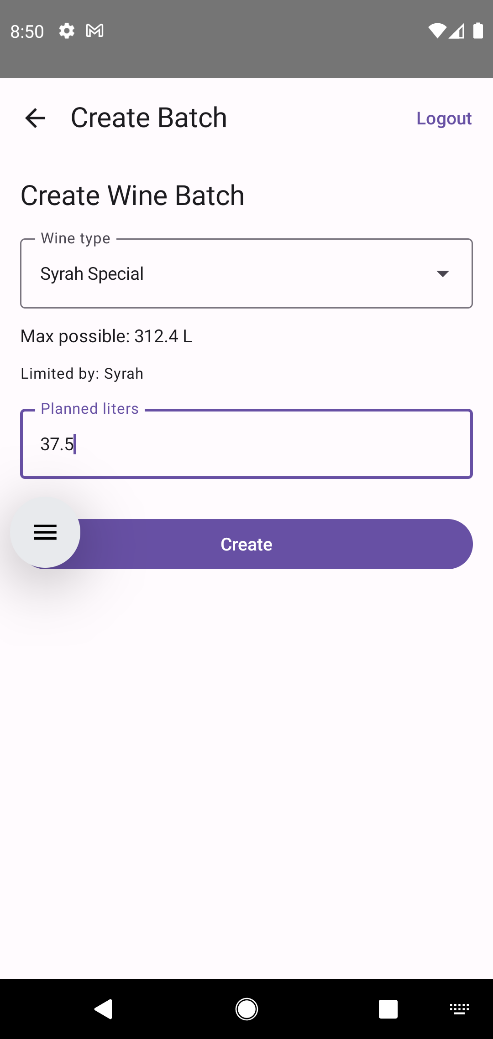 8:50
Create Batch
Logout
Create Wine Batch
Wine type
Syrah Special
Max possible: 312.4 L
Limited by: Syrah
Planned liters
37.5
Create